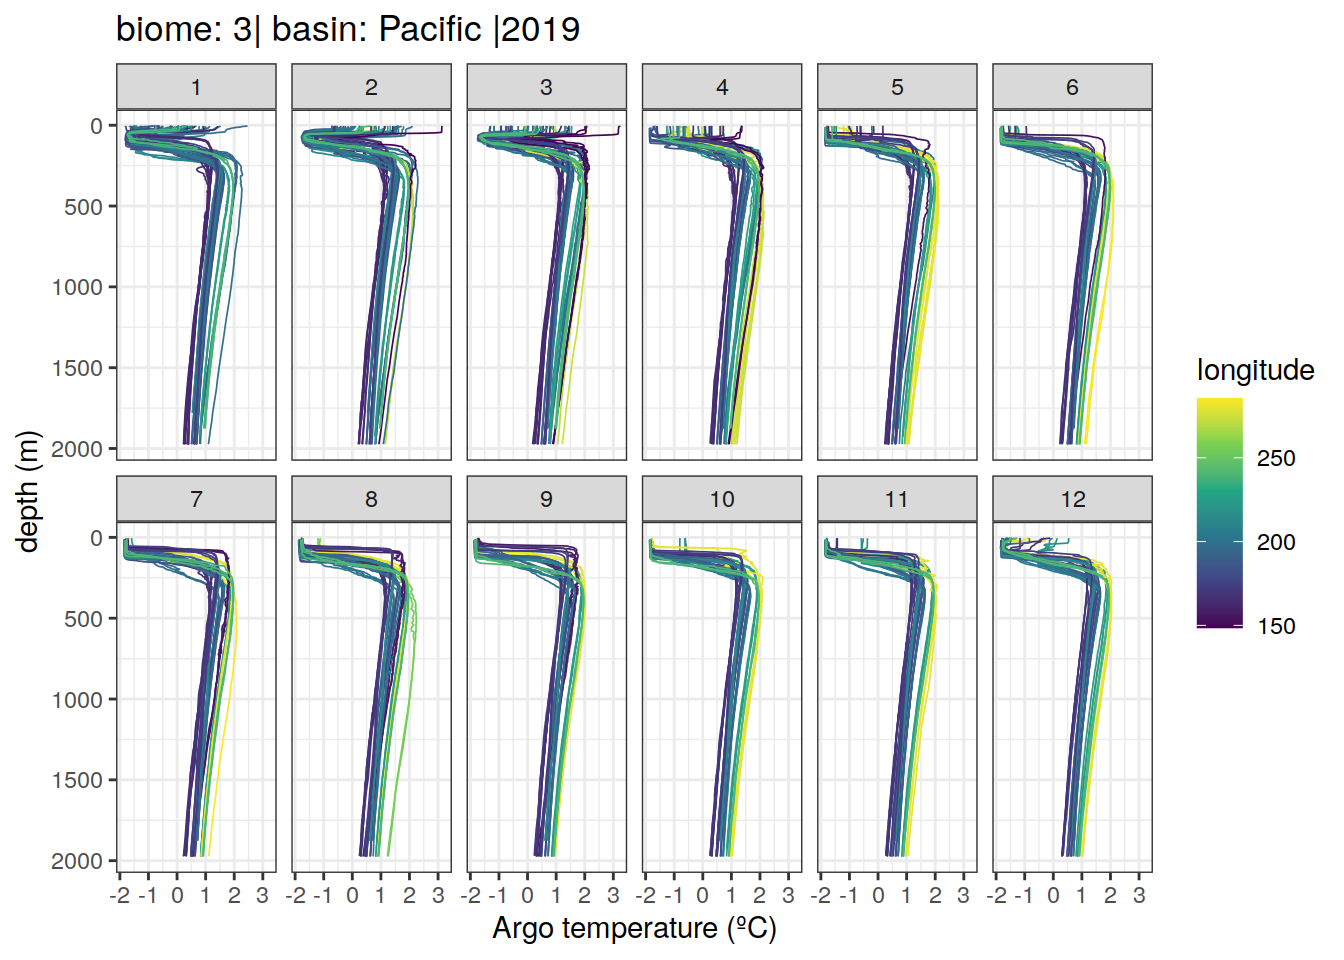 biome: 3| basin: Pacific |2019
1 2 3 4 5 6
0
500
1000
1500
2000
7 8 9 10 11 12
0
500
1000
1500
2000
-2 -1 0 1 2 3 -2 -1 0 1 2 3 -2 -1 0 1 2 3 -2 -1 0 1 2 3 -2 -1 0 1 2 3 -2 -1 0 1 2 3
Argo temperature (ºC)
depth (m)
longitude
250
200
150